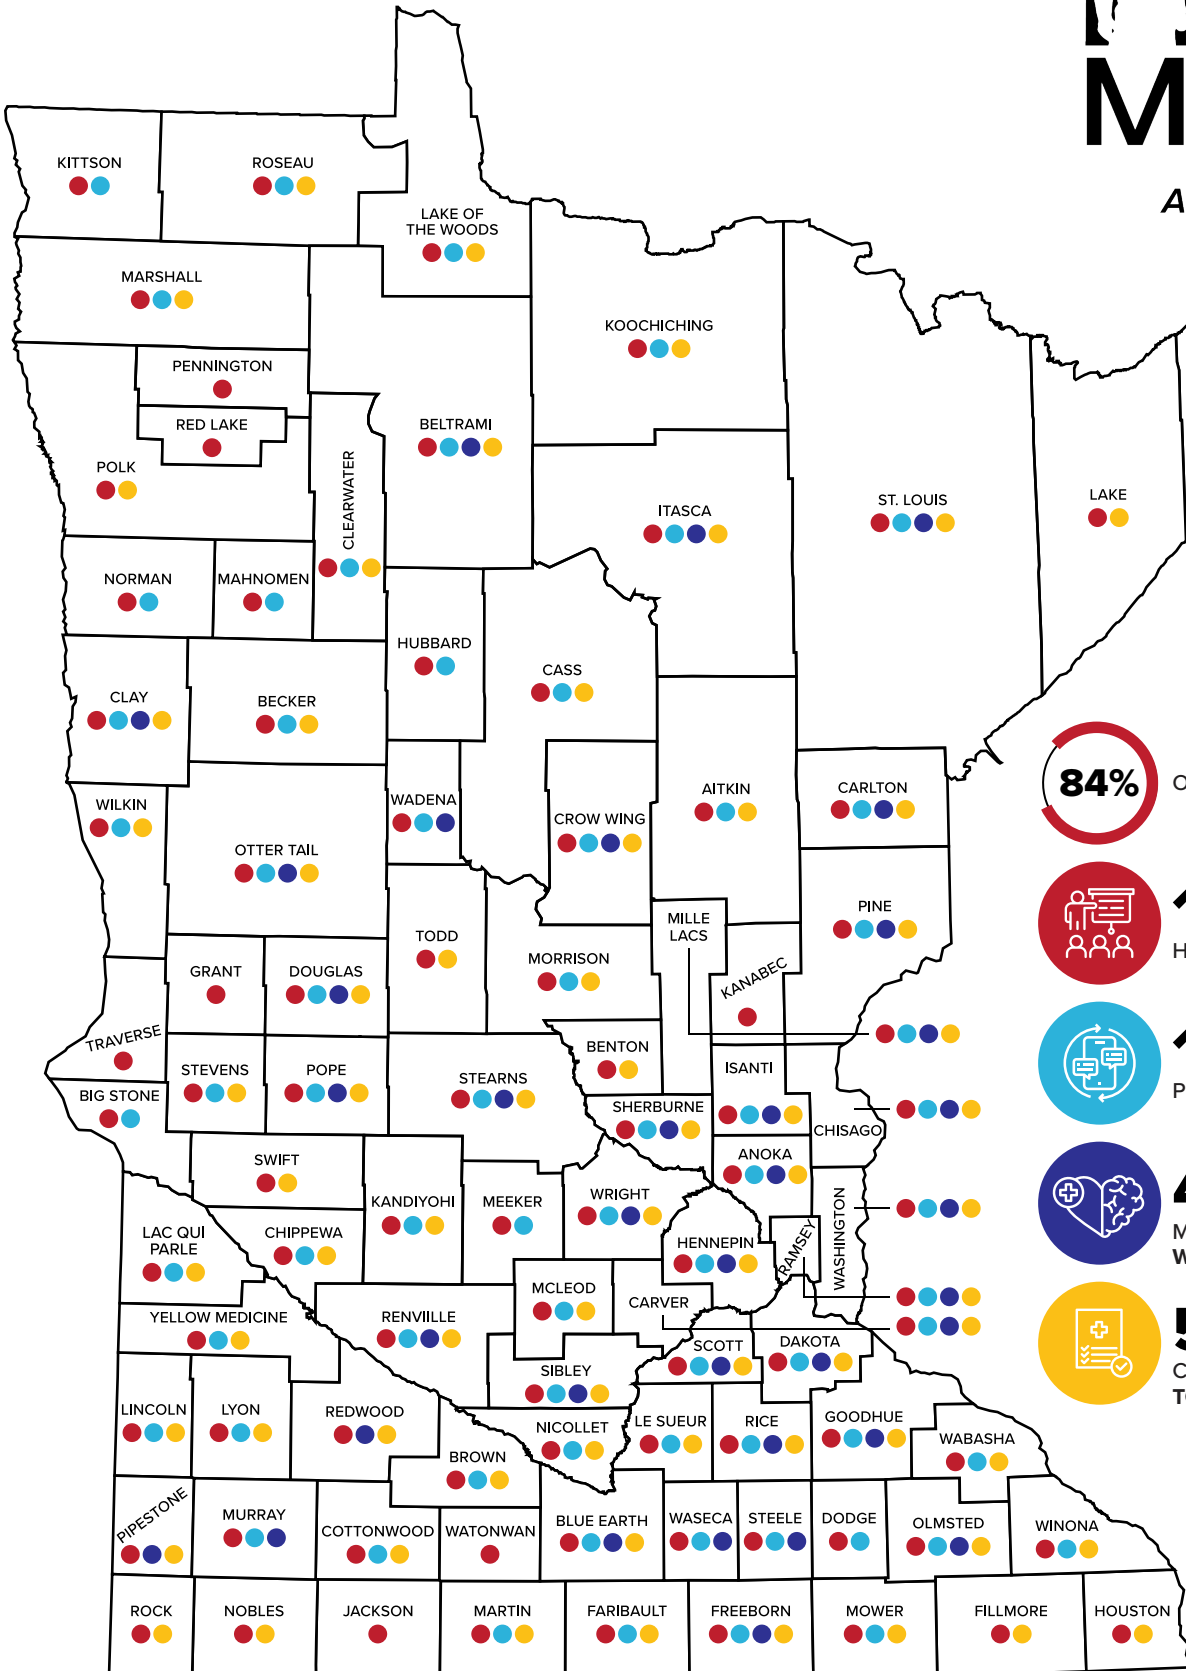 M
A
KITTSON
ROSEAU
LAKE OF
THE WOODS
MARSHALL
KOOCHICHING
PENNINGTON
RED LAKE
BELTRAMI
POLK
CLEARWATER
ITASCA
ST. LOUIS
LAKE
NORMAN
MAHNOMEN
HUBBARD
CASS
CLAY
BECKER
WILKIN
WADENA
CROW WING
AITKIN
CARLTON
84%
O
OTTER TAIL
TODD
MILLE
LACS
PINE
GRANT
DOUGLAS
MORRISON
KANABEC
H
TRAVERSE
STEVENS
POPE
STEARNS
BENTON
ISANTI
BIG STONE
SHERBURNE
CHISAGO
P
SWIFT
ANOKA
KANDIYOHI
MEEKER
WRIGHT
WASHINGTON
LAC QUI
PARLE
CHIPPEWA
HENNEPIN
RAMSEY
4
M
W
YELLOW MEDICINE
RENVILLE
MCLEOD
CARVER
SCOTT
DAKOTA
SIBLEY
5
C
TO
LINCOLN
LYON
REDWOOD
NICOLLET
LE SUEUR
RICE
GOODHUE
WABASHA
BROWN
PIPESTONE
MURRAY
COTTONWOOD
WATONWAN
BLUE EARTH
WASECA
STEELE
DODGE
OLMSTED
WINONA
ROCK
NOBLES
JACKSON
MARTIN
FARIBAULT
FREEBORN
MOWER
FILLMORE
HOUSTON